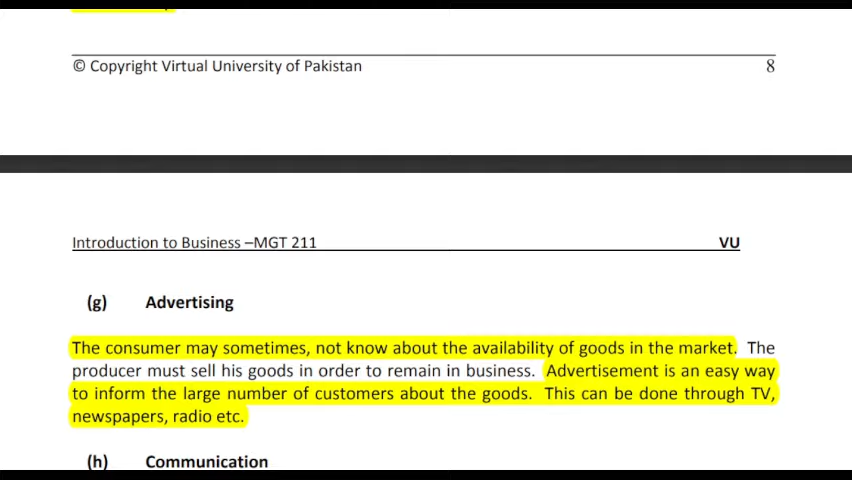 © Copyright Virtual University of Pakistan 8
Introduction to Business –MGT 211 VU
(g) Advertising
The consumer may sometimes, not know about the availability of goods in the market. The
producer must sell his goods in order to remain in business. Advertisement is an easy way
to inform the large number of customers about the goods. This can be done through TV,
newspapers, radio etc.
(h) Communication